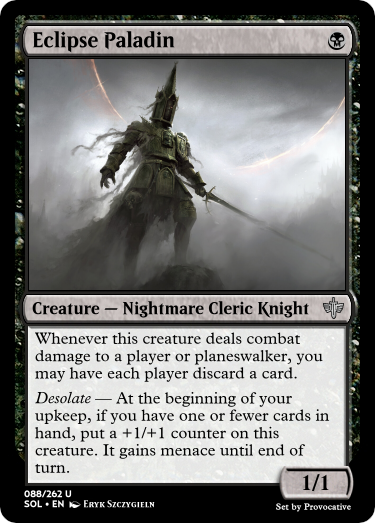 Eclipse Paladin
Creature — Nightmare Cleric Knight
Whenever this creature deals combat
damage to a player or planeswalker, you
may have each player discard a card.
Desolate — At the beginning of your
upkeep, if you have one or fewer cards in
hand, put a +1/+1 counter on this
creature. It gains menace until end of
turn.
1/1
088/262 U
SOL • EN Eryk Szczygieln
Set by Provocative